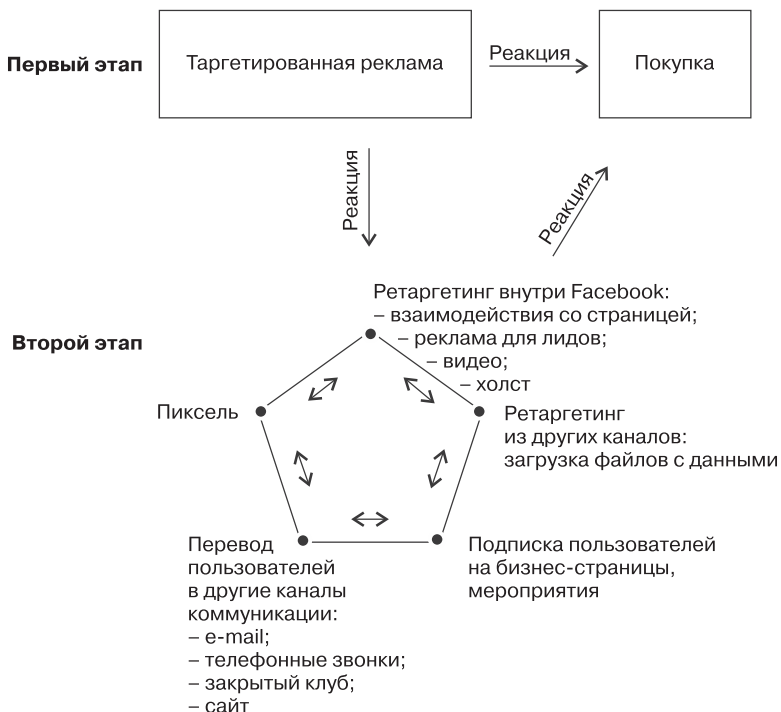 Первый этап
Таргетированная реклама
Реакция
Покупка
Реакция
Реакция
Второй этап
Ретаргетинг внутри Facebook:
– взаимодействия со страницей;
– реклама для лидов;
– видео;
– холст
Пиксель
Ретаргетинг
из других каналов:
загрузка файлов с данными
Перевод
пользователей
в другие каналы
коммуникации:
– e-mail;
– телефонные звонки;
– закрытый клуб;
– сайт
Подписка пользователей
на бизнес-страницы,
мероприятия